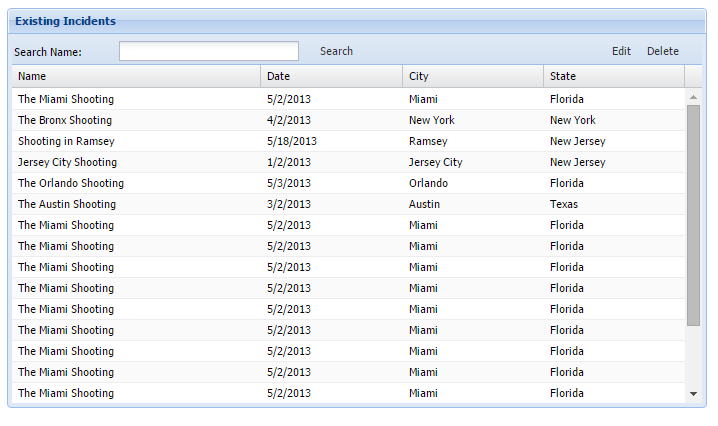 Existing Incidents
Search Name: Search Edit Delete
Name Date City State
The Miami Shooting 5/2/2013 Miami Florida
The Bronx Shooting 4/2/2013 New York New York
Shooting in Ramsey 5/18/2013 Ramsey New Jersey
Jersey City Shooting 1/2/2013 Jersey City New Jersey
The Orlando Shooting 5/3/2013 Orlando Florida
The Austin Shooting 3/2/2013 Austin Texas
The Miami Shooting 5/2/2013 Miami Florida
The Miami Shooting 5/2/2013 Miami Florida
The Miami Shooting 5/2/2013 Miami Florida
The Miami Shooting 5/2/2013 Miami Florida
The Miami Shooting 5/2/2013 Miami Florida
The Miami Shooting 5/2/2013 Miami Florida
The Miami Shooting 5/2/2013 Miami Florida
The Miami Shooting 5/2/2013 Miami Florida
The Miami Shooting 5/2/2013 Miami Florida